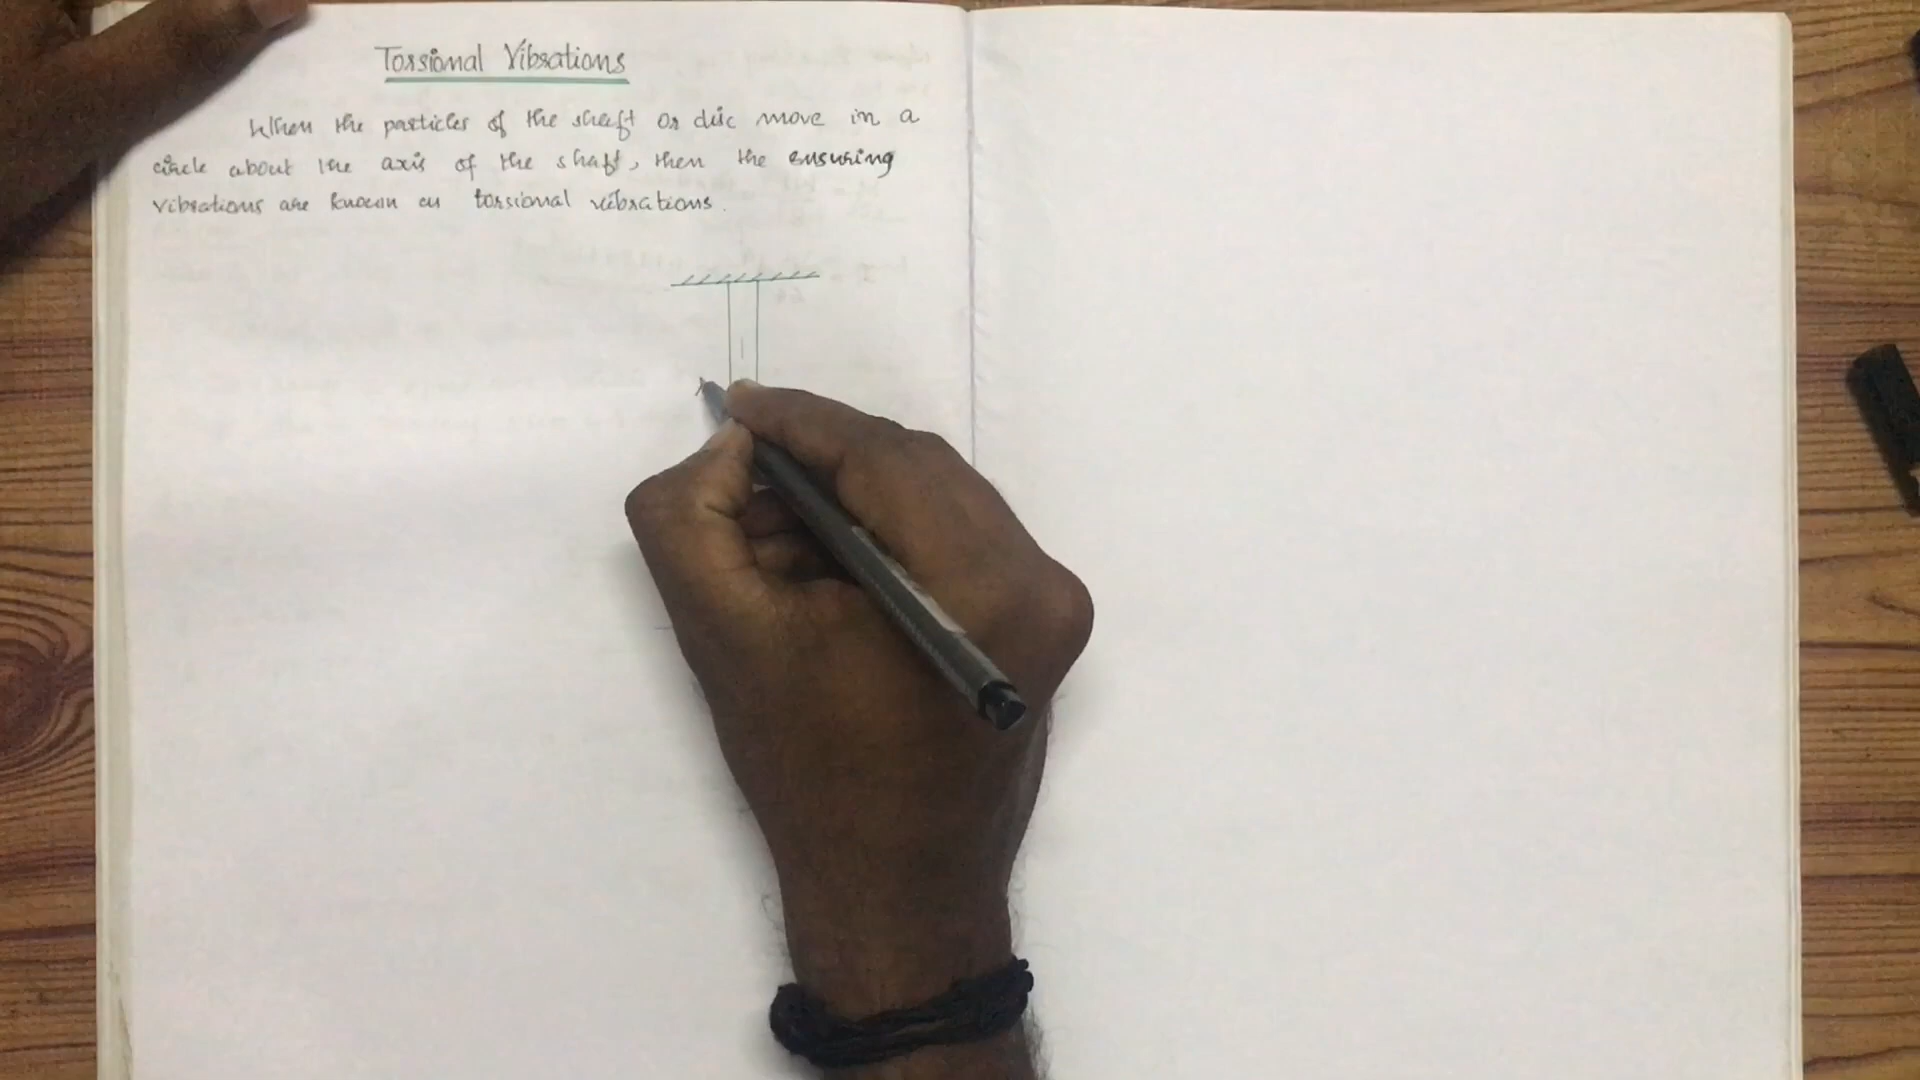 Torsional Vibrations
When the particles of the shaft or disc move in a
circle about the axis of the shaft, then the ensuring
vibrations are known as torsional vibrations.